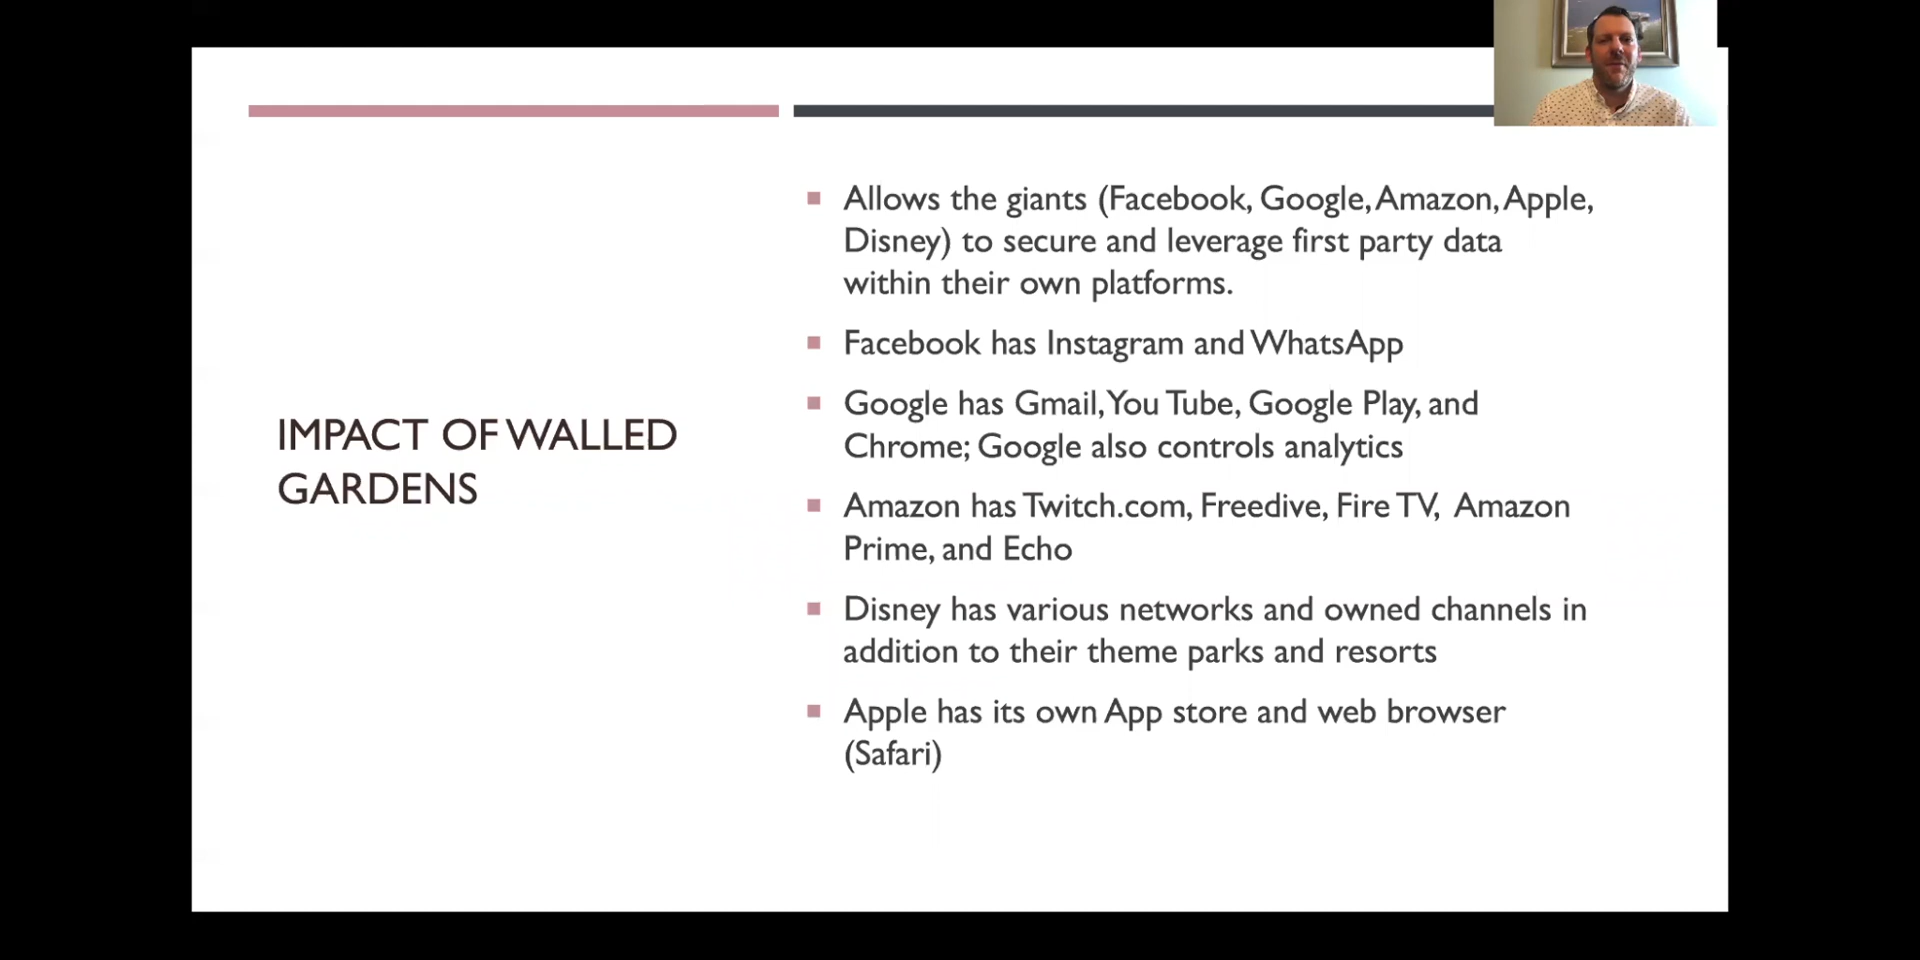 IMPACT OF WALLED
GARDENS
Allows the giants (Facebook, Google, Amazon, Apple,
Disney) to secure and leverage first party data
within their own platforms.
Facebook has Instagram and WhatsApp
Google has Gmail, You Tube, Google Play, and
Chrome; Google also controls analytics
Amazon has Twitch.com, Freedive, Fire TV, Amazon
Prime, and Echo
Disney has various networks and owned channels in
addition to their theme parks and resorts
Apple has its own App store and web browser
(Safari)